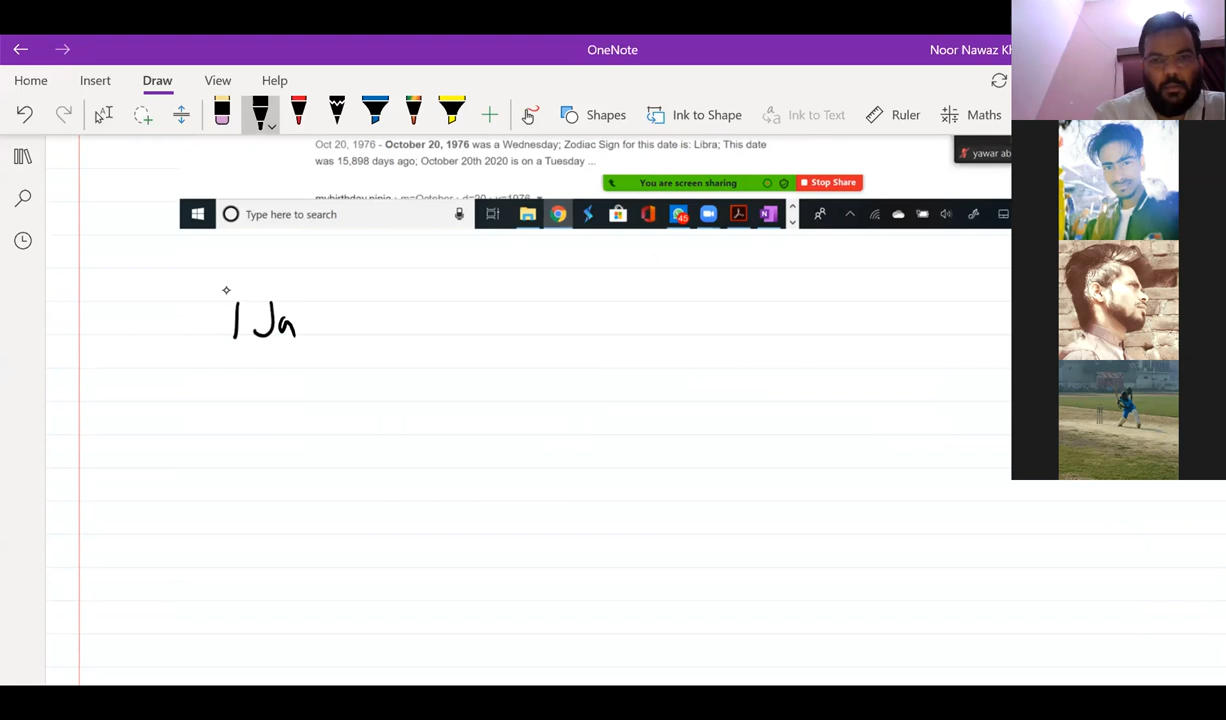 OneNote
Noor Nawaz Kh
Home Insert Draw View Help
Shapes Ink to Shape Ink to Text Ruler Maths
Oct 20, 1976 - October 20, 1976 was a Wednesday; Zodiac Sign for this date is: Libra; This date
was 15,898 days ago; October 20th 2020 is on a Tuesday ...
yawar ab
You are screen sharing Stop Share
mybirthday.ninja
Type here to search
45
1 Ja